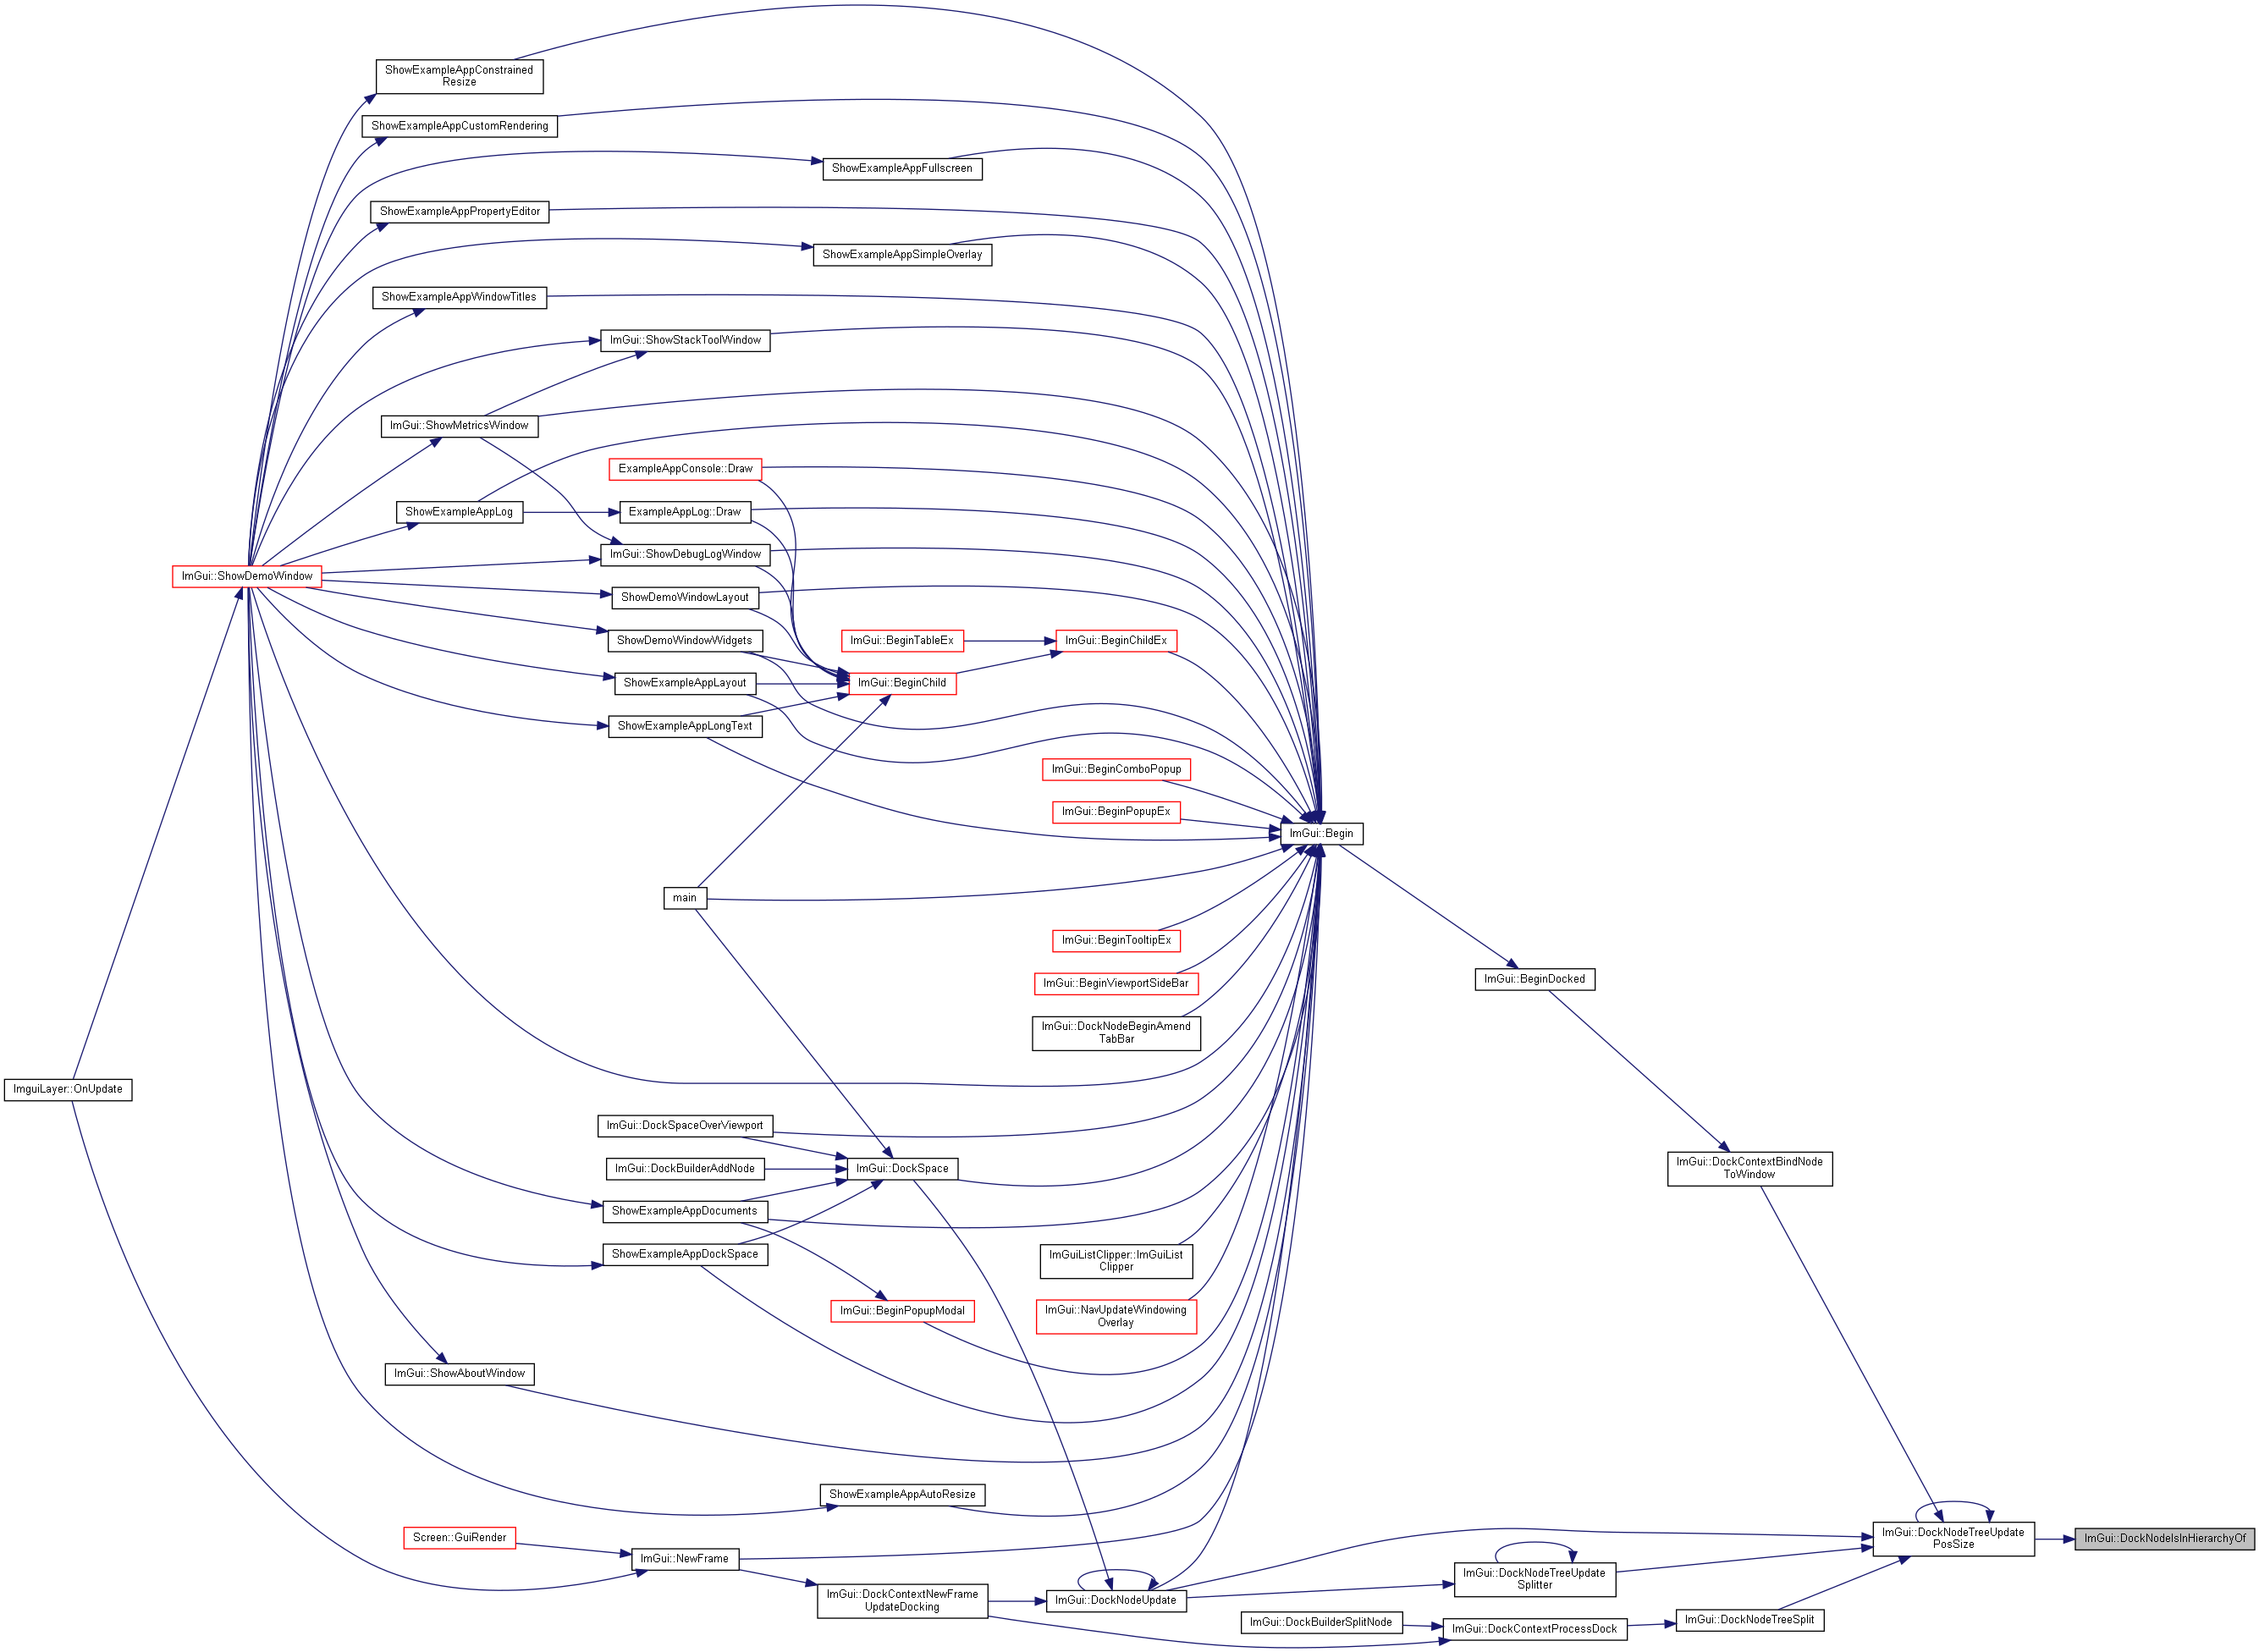 ShowExampleAppConstrained
Resize
ShowExampleAppCustomRendering
ShowExampleAppFullscreen
ShowExampleAppPropertyEditor
ShowExampleAppSimpleOverlay
ShowExampleAppWindowTitles
ImGui::ShowStackToolWindow
ImGui::ShowMetricsWindow
ExampleAppConsole::Draw
ShowExampleAppLog
ExampleAppLog::Draw
ImGui::ShowDebugLogWindow
ImGui::ShowDemoWindow
ShowDemoWindowLayout
ShowDemoWindowWidgets
ImGui::BeginTableEx
ImGui::BeginChildEx
ShowExampleAppLayout
ImGui::BeginChild
ShowExampleAppLongText
ImGui::BeginComboPopup
ImGui::BeginPopupEx
ImGui::Begin
main
ImGui::BeginTooltipEx
ImGui::BeginViewportSideBar
ImGui::BeginDocked
ImGui::DockNodeBeginAmend
TabBar
ImguiLayer::OnUpdate
ImGui::DockSpaceOverViewport
ImGui::DockBuilderAddNode
ImGui::DockSpace
ImGui::DockContextBindNode
ToWindow
ShowExampleAppDocuments
ShowExampleAppDockSpace
ImGuiListClipper::ImGuiList
Clipper
ImGui::BeginPopupModal
ImGui::NavUpdateWindowing
Overlay
ImGui::ShowAboutWindow
ShowExampleAppAutoResize
Screen::GuiRender
ImGui::NewFrame
ImGui::DockNodeTreeUpdate
PosSize
ImGui::DockNodeIsInHierarchyOf
ImGui::DockNodeTreeUpdate
Splitter
ImGui::DockContextNewFrame
UpdateDocking
ImGui::DockNodeUpdate
ImGui::DockBuilderSplitNode
ImGui::DockContextProcessDock
ImGui::DockNodeTreeSplit